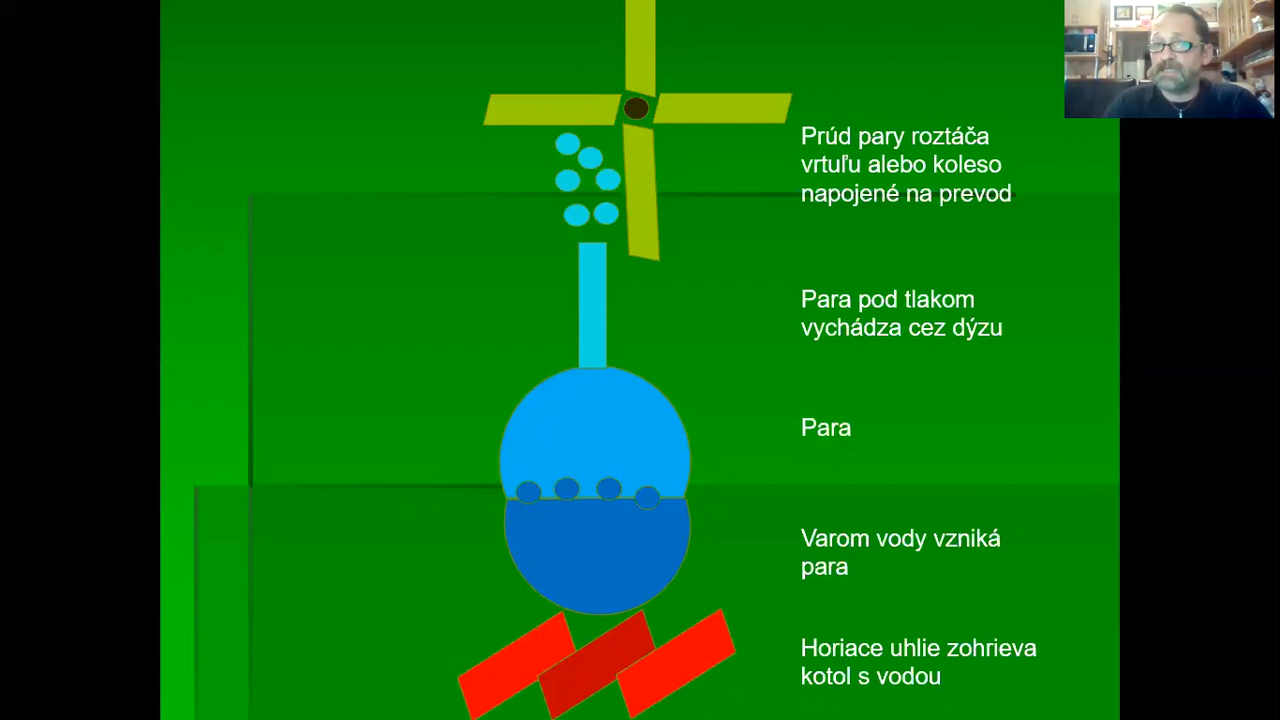 Prúd pary roztáča
vrtuľu alebo koleso
napojené na prevod
Para pod tlakom
vychádza cez dýzu
Para
Varom vody vzniká
para
Horiace uhlie zohrieva
kotol s vodou